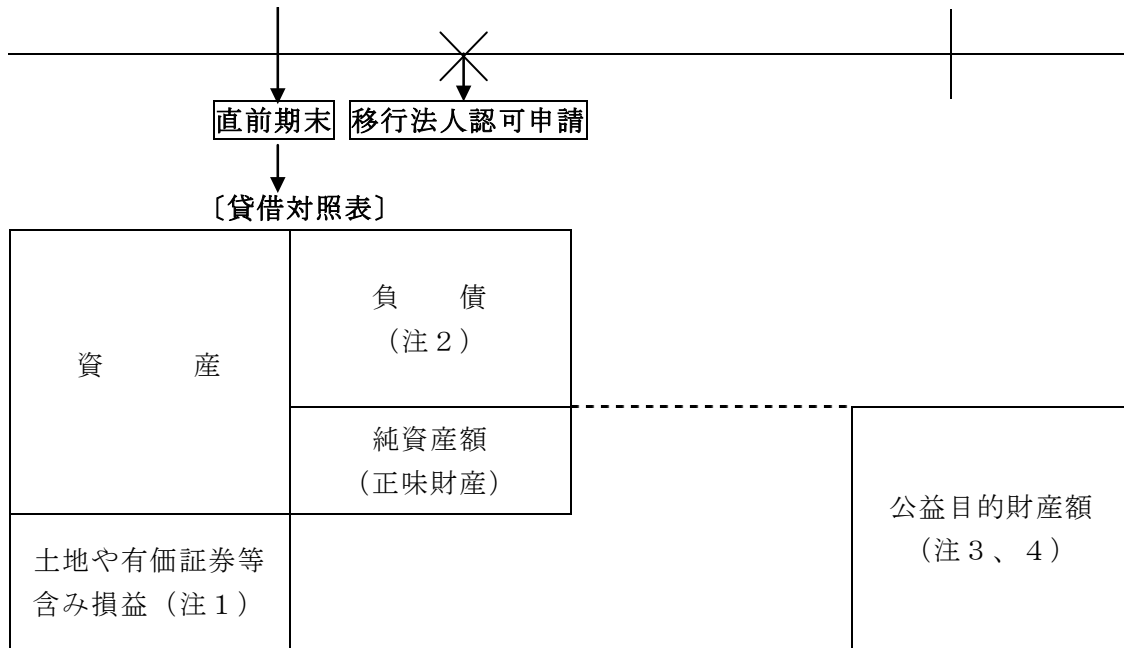 直前期末
移行法人認可申請
〔貸借対照表〕
資　　　産
負　　債
（注２）
純資産額
（正味財産）
土地や有価証券等
含み損益（注１）
公益目的財産額
（注３、４）